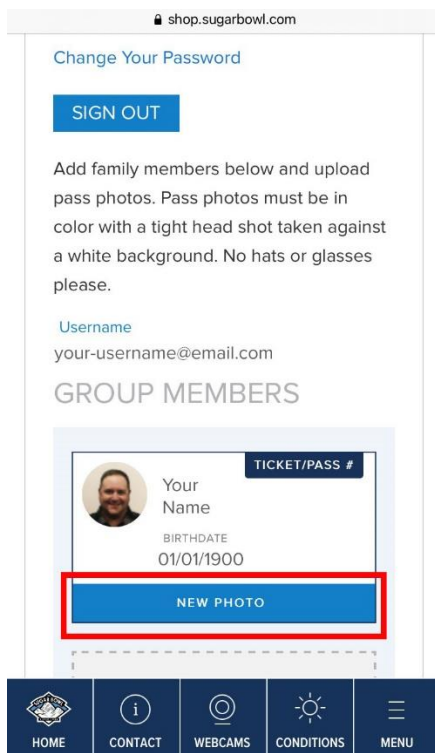 shop.sugarbowl.com
Change Your Password
SIGN OUT
Add family members below and upload
pass photos. Pass photos must be in
color with a tight head shot taken against
a white background. No hats or glasses
please.
Username
your-username@email.com
GROUP MEMBERS
TICKET/PASS #
Your
Name
BIRTHDATE
01/01/1900
NEW PHOTO
SUGAR BOWL
HOME
CONTACT
WEBCAMS
CONDITIONS
MENU